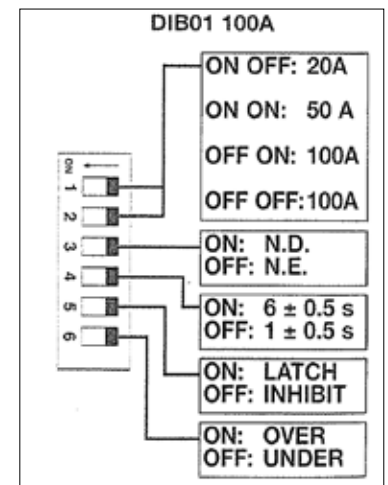 DIB01 100A
ON OFF: 20A
ON ON: 50 A
OFF ON: 100A
OFF OFF:100A
ON
1
2
3
4
5
6
ON: N.D.
OFF: N.E.
ON: 6 ± 0.5 s
OFF: 1 ± 0.5 s
ON: LATCH
OFF: INHIBIT
ON: OVER
OFF: UNDER